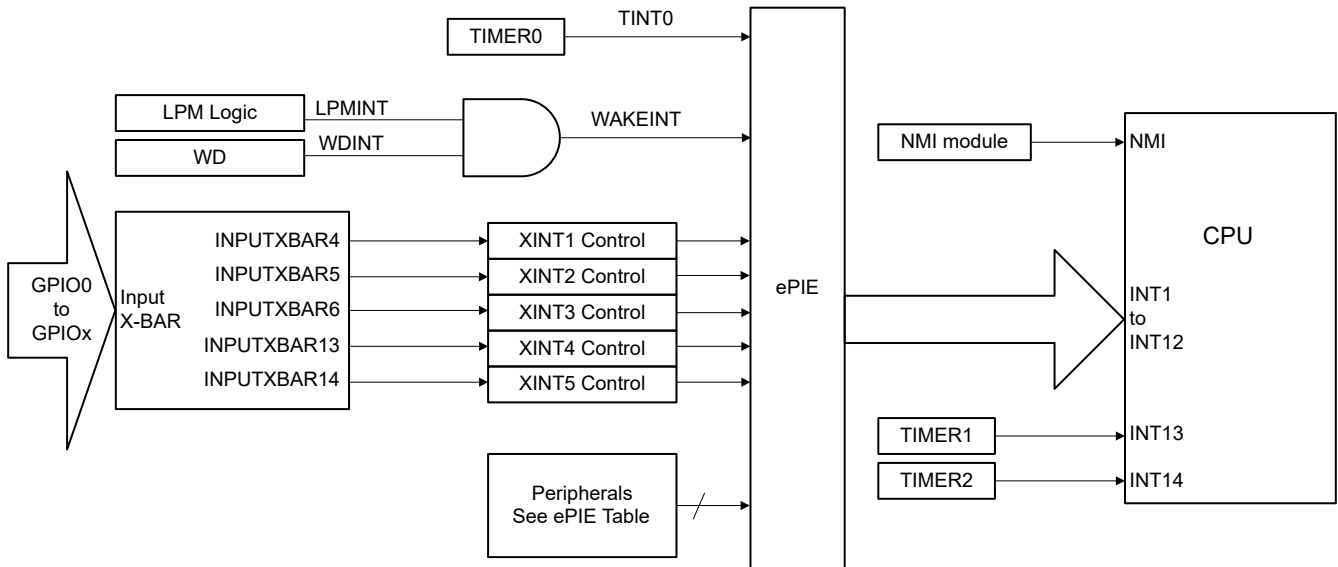 TINT0
TIMER0
LPM Logic
LPMINT
WAKEINT
WD
WDINT
NMI module
NMI
CPU
GPIO0
to
GPIOx
Input
X-BAR
INPUTXBAR4
INPUTXBAR5
INPUTXBAR6
INPUTXBAR13
INPUTXBAR14
XINT1 Control
XINT2 Control
XINT3 Control
XINT4 Control
XINT5 Control
ePIE
INT1
to
INT12
TIMER1
INT13
TIMER2
INT14
Peripherals
See ePIE Table